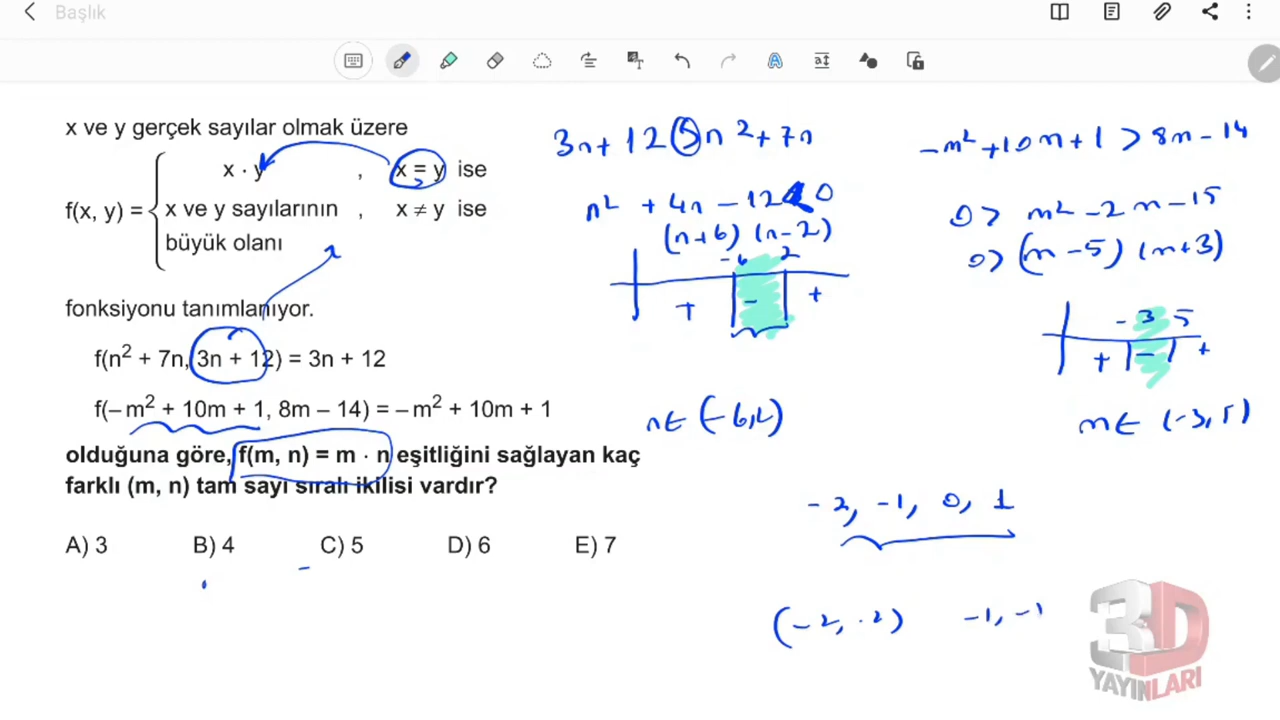 Başlık
x ve y gerçek sayılar olmak üzere
f(x, y) =
x · y , x = y ise
x ve y sayılarının , x ≠ y ise
büyük olanı
fonksiyonu tanımlanıyor.
f(n² + 7n, 3n + 12) = 3n + 12
f(–m² + 10m + 1, 8m – 14) = –m² + 10m + 1
olduğuna göre, f(m, n) = m · n eşitliğini sağlayan kaç
farklı (m, n) tam sayı sıralı ikilisi vardır?
A) 3 B) 4 C) 5 D) 6 E) 7
3n + 12 > n² + 7n
n² + 4n – 12 < 0
(n+6) (n–2)
-6 2
+ - +
n ∈ (-6,2)
-m² + 10m + 1 > 8m - 14
0 > m² - 2m - 15
0 > (m - 5) (m + 3)
- 3 5
+ - +
m ∈ (-3, 5)
-2, -1, 0, 1
(-2, -2) -1, -1
3D
YAYINLARI